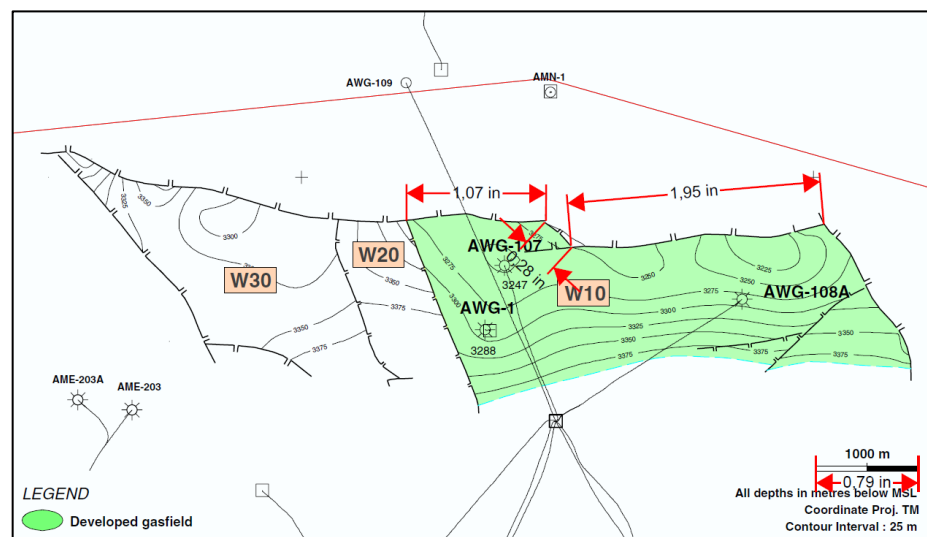 AWG-109
AMN-1
1,07 in
1,95 in
3325
3350
3300
3275
AWG-107
3225
W20
3275
0,28 in
3250
W30
3250
3247
W10
3275
AWG-108A
3300
AWG-1
3300
3375
3325
3350
3350
3288
3375
3375
3375
3375
AME-203A
AME-203
1000 m
0,79 in
LEGEND
All depths in metres below MSL
Coordinate Proj. TM
Developed gasfield
Contour Interval : 25 m